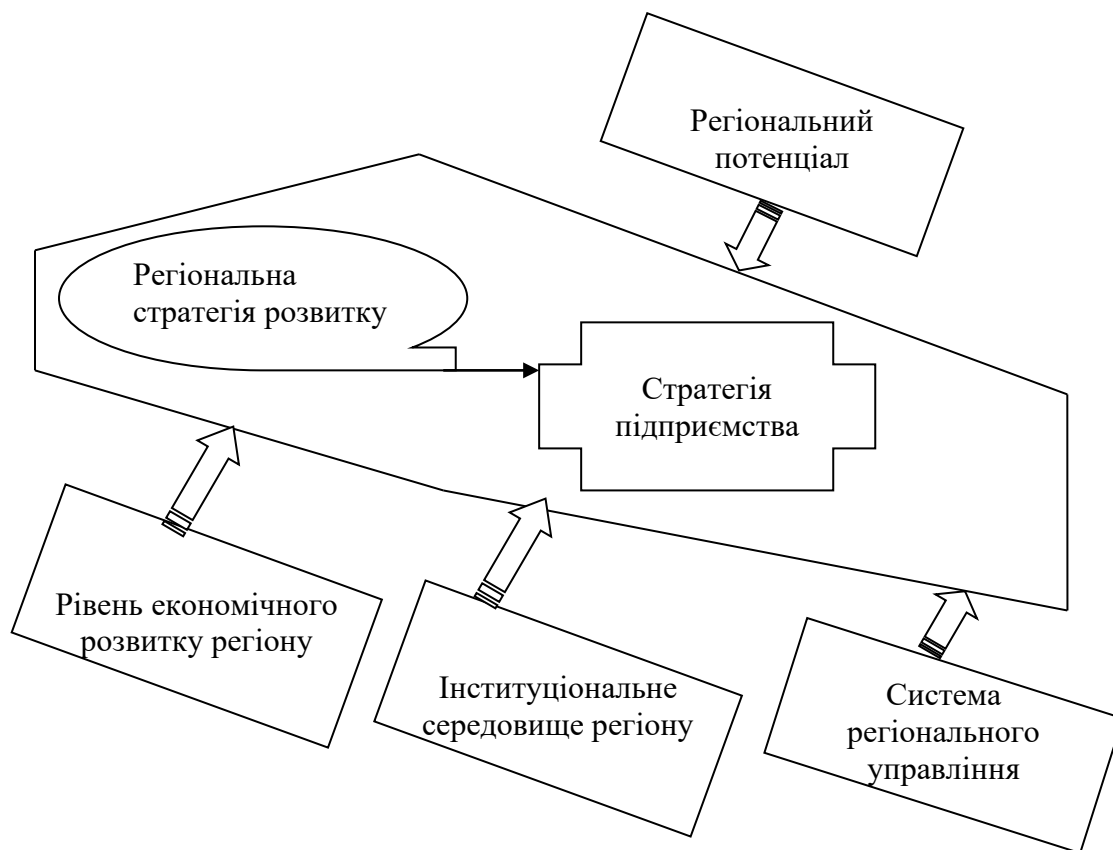 Регіональний
потенціал
Регіональна
стратегія розвитку
Стратегія
підприємства
Рівень економічного
розвитку регіону
Інституціональне
середовище регіону
Система
регіонального
управління